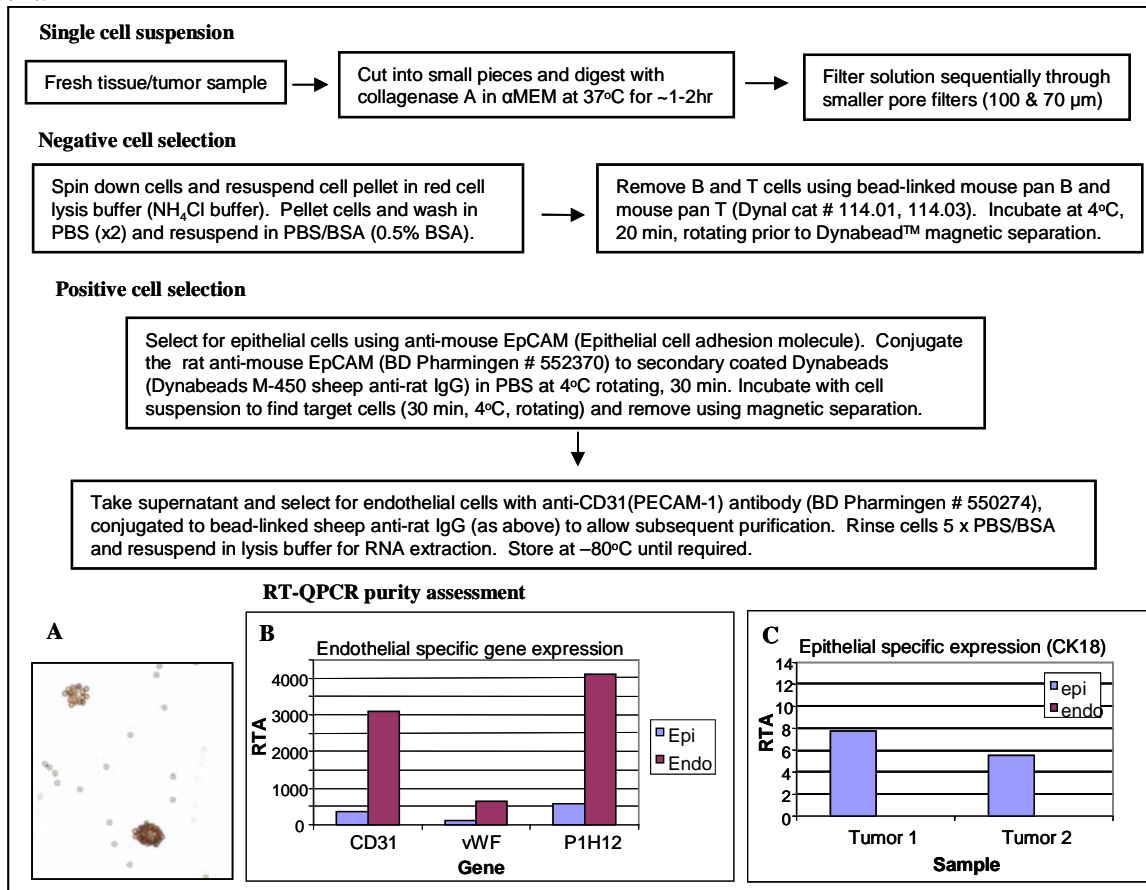 Single cell suspension
Fresh tissue/tumor sample
Cut into small pieces and digest with
collagenase A in αMEM at 37°C for ~1-2hr
Filter solution sequentially through
smaller pore filters (100 & 70 µm)
Negative cell selection
Spin down cells and resuspend cell pellet in red cell
lysis buffer (NH₄Cl buffer). Pellet cells and wash in
PBS (x2) and resuspend in PBS/BSA (0.5% BSA).
Remove B and T cells using bead-linked mouse pan B and
mouse pan T (Dynal cat # 114.01, 114.03). Incubate at 4°C,
20 min, rotating prior to Dynabead™ magnetic separation.
Positive cell selection
Select for epithelial cells using anti-mouse EpCAM (Epithelial cell adhesion molecule). Conjugate
the rat anti-mouse EpCAM (BD Pharmingen # 552370) to secondary coated Dynabeads
(Dynabeads M-450 sheep anti-rat IgG) in PBS at 4°C rotating, 30 min. Incubate with cell
suspension to find target cells (30 min, 4°C, rotating) and remove using magnetic separation.
Take supernatant and select for endothelial cells with anti-CD31(PECAM-1) antibody (BD Pharmingen # 550274),
conjugated to bead-linked sheep anti-rat IgG (as above) to allow subsequent purification. Rinse cells 5 x PBS/BSA
and resuspend in lysis buffer for RNA extraction. Store at –80°C until required.
RT-QPCR purity assessment
A
B
Endothelial specific gene expression
RTA
4000
3000
2000
1000
0
CD31 vWF P1H12
Gene
Epi
Endo
C
Epithelial specific expression (CK18)
RTA
14
12
10
8
6
4
2
0
epi
endo
Tumor 1 Tumor 2
Sample